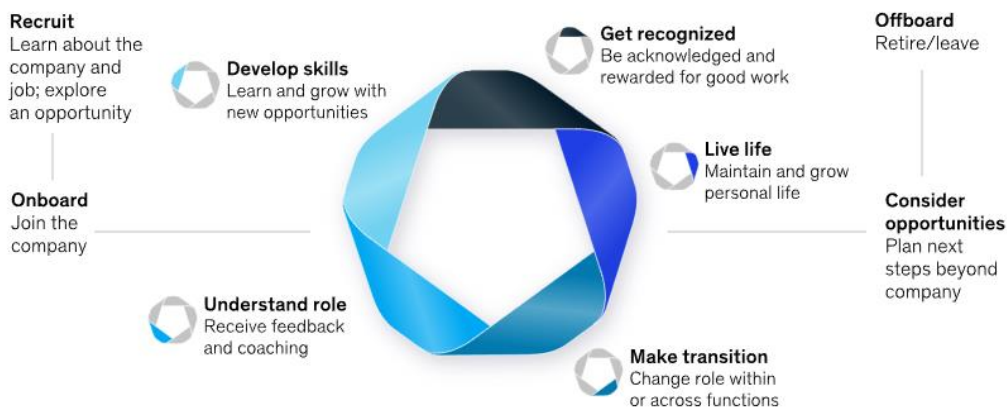 Recruit
Learn about the
company and
job; explore
an opportunity
Onboard
Join the
company
Develop skills
Learn and grow with
new opportunities
Understand role
Receive feedback
and coaching
Get recognized
Be acknowledged and
rewarded for good work
Live life
Maintain and grow
personal life
Make transition
Change role within
or across functions
Offboard
Retire/leave
Consider
opportunities
Plan next
steps beyond
company